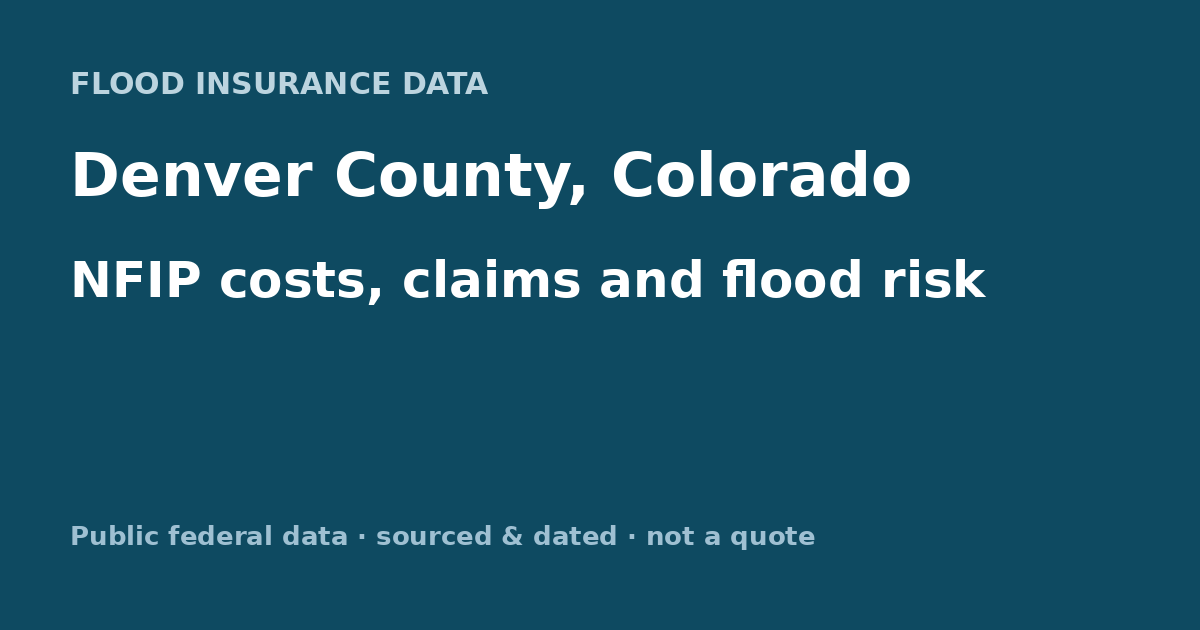 FLOOD INSURANCE DATA
Denver County, Colorado
NFIP costs, claims and flood risk
Public federal data · sourced & dated · not a quote